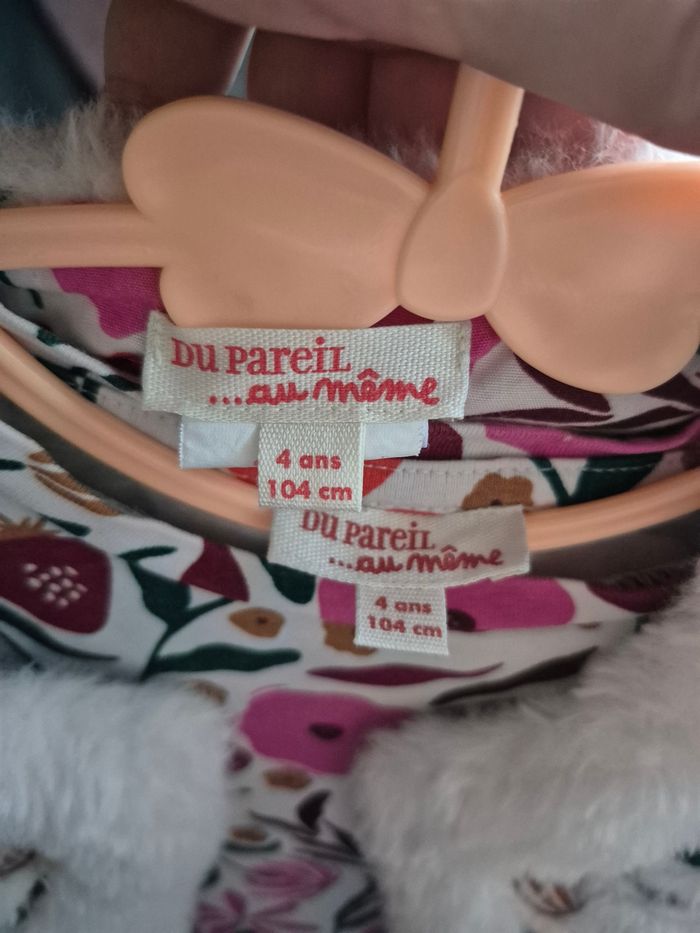 Du PareiL
...au même
4 ans
104 cm
Du PareiL
...au même
4 ans
104 cm